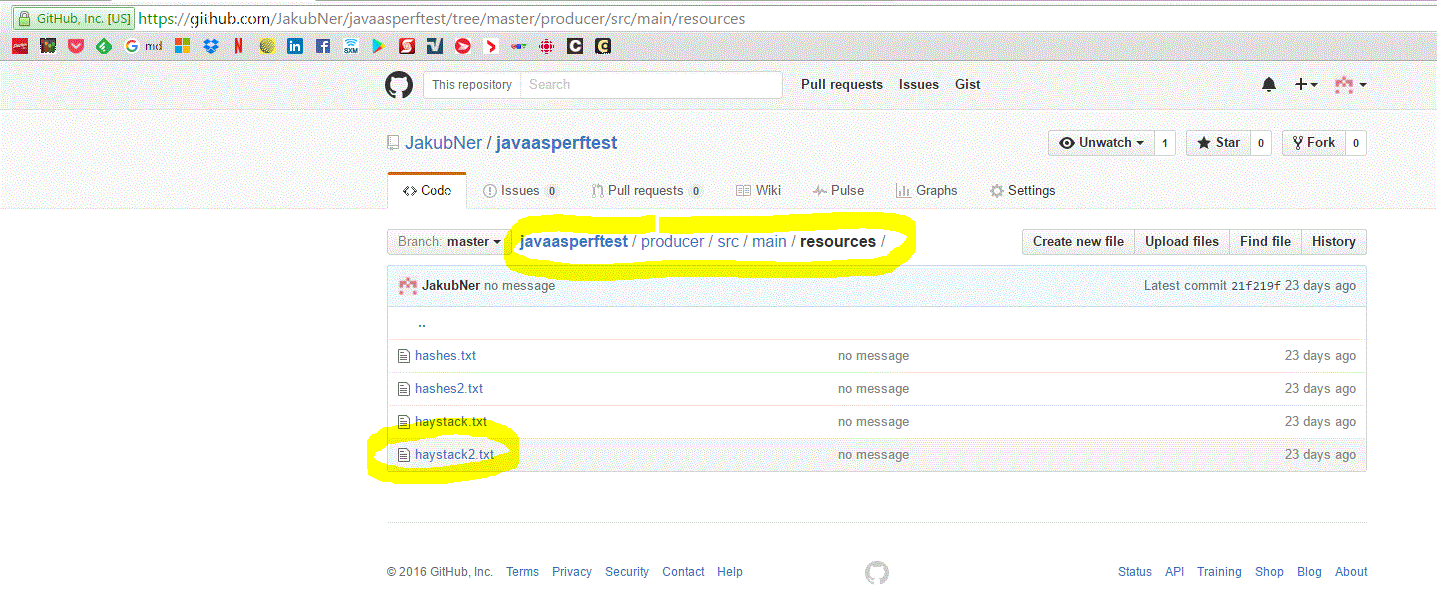 GitHub, Inc. [US] https://github.com/JakubNer/javaasperftest/tree/master/producer/src/main/resources
md
This repository Search Pull requests Issues Gist
JakubNer / javaasperftest Unwatch 1 Star 0 Fork 0
Code Issues 0 Pull requests 0 Wiki Pulse Graphs Settings
Branch: master javaasperftest / producer / src / main / resources / Create new file Upload files Find file History
JakubNer no message Latest commit 21f219f 23 days ago
..
hashes.txt no message 23 days ago
hashes2.txt no message 23 days ago
haystack.txt no message 23 days ago
haystack2.txt no message 23 days ago
© 2016 GitHub, Inc. Terms Privacy Security Contact Help Status API Training Shop Blog About